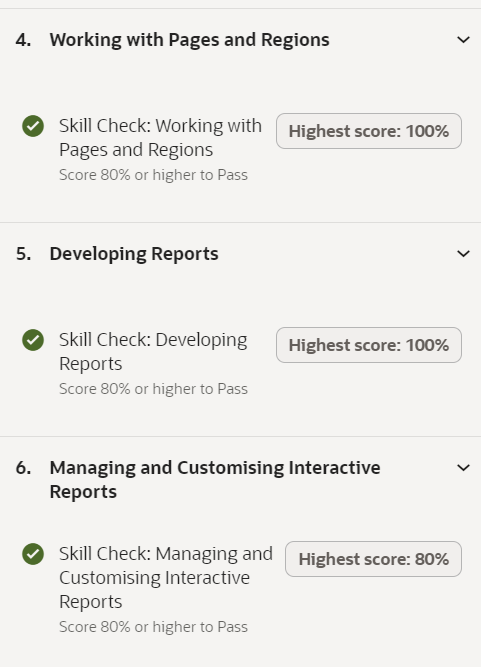 4. Working with Pages and Regions
Skill Check: Working with
Pages and Regions
Highest score: 100%
Score 80% or higher to Pass
5. Developing Reports
Skill Check: Developing
Reports
Highest score: 100%
Score 80% or higher to Pass
6. Managing and Customising Interactive
Reports
Skill Check: Managing and
Customising Interactive
Reports
Highest score: 80%
Score 80% or higher to Pass